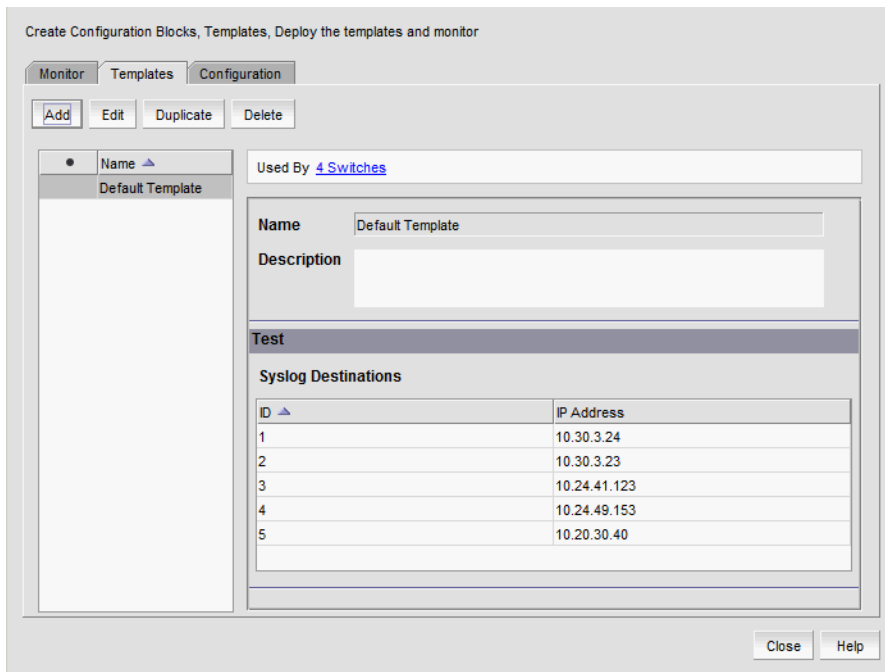 Create Configuration Blocks, Templates, Deploy the templates and monitor
Monitor Templates Configuration
Add Edit Duplicate Delete
Name
Default Template
Used By 4 Switches
Name Default Template
Description
Test
Syslog Destinations
ID IP Address
1 10.30.3.24
2 10.30.3.23
3 10.24.41.123
4 10.24.49.153
5 10.20.30.40
Close Help